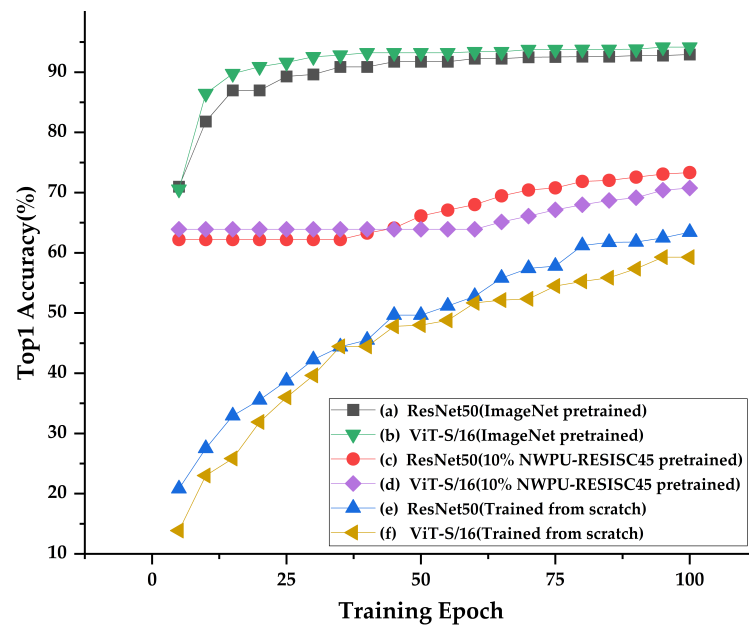 Top1 Accuracy(%)
90
80
70
60
50
40
30
20
10
0
25
50
75
100
Training Epoch
(a) ResNet50(ImageNet pretrained)
(b) ViT-S/16(ImageNet pretrained)
(c) ResNet50(10% NWPU-RESISC45 pretrained)
(d) ViT-S/16(10% NWPU-RESISC45 pretrained)
(e) ResNet50(Trained from scratch)
(f) ViT-S/16(Trained from scratch)